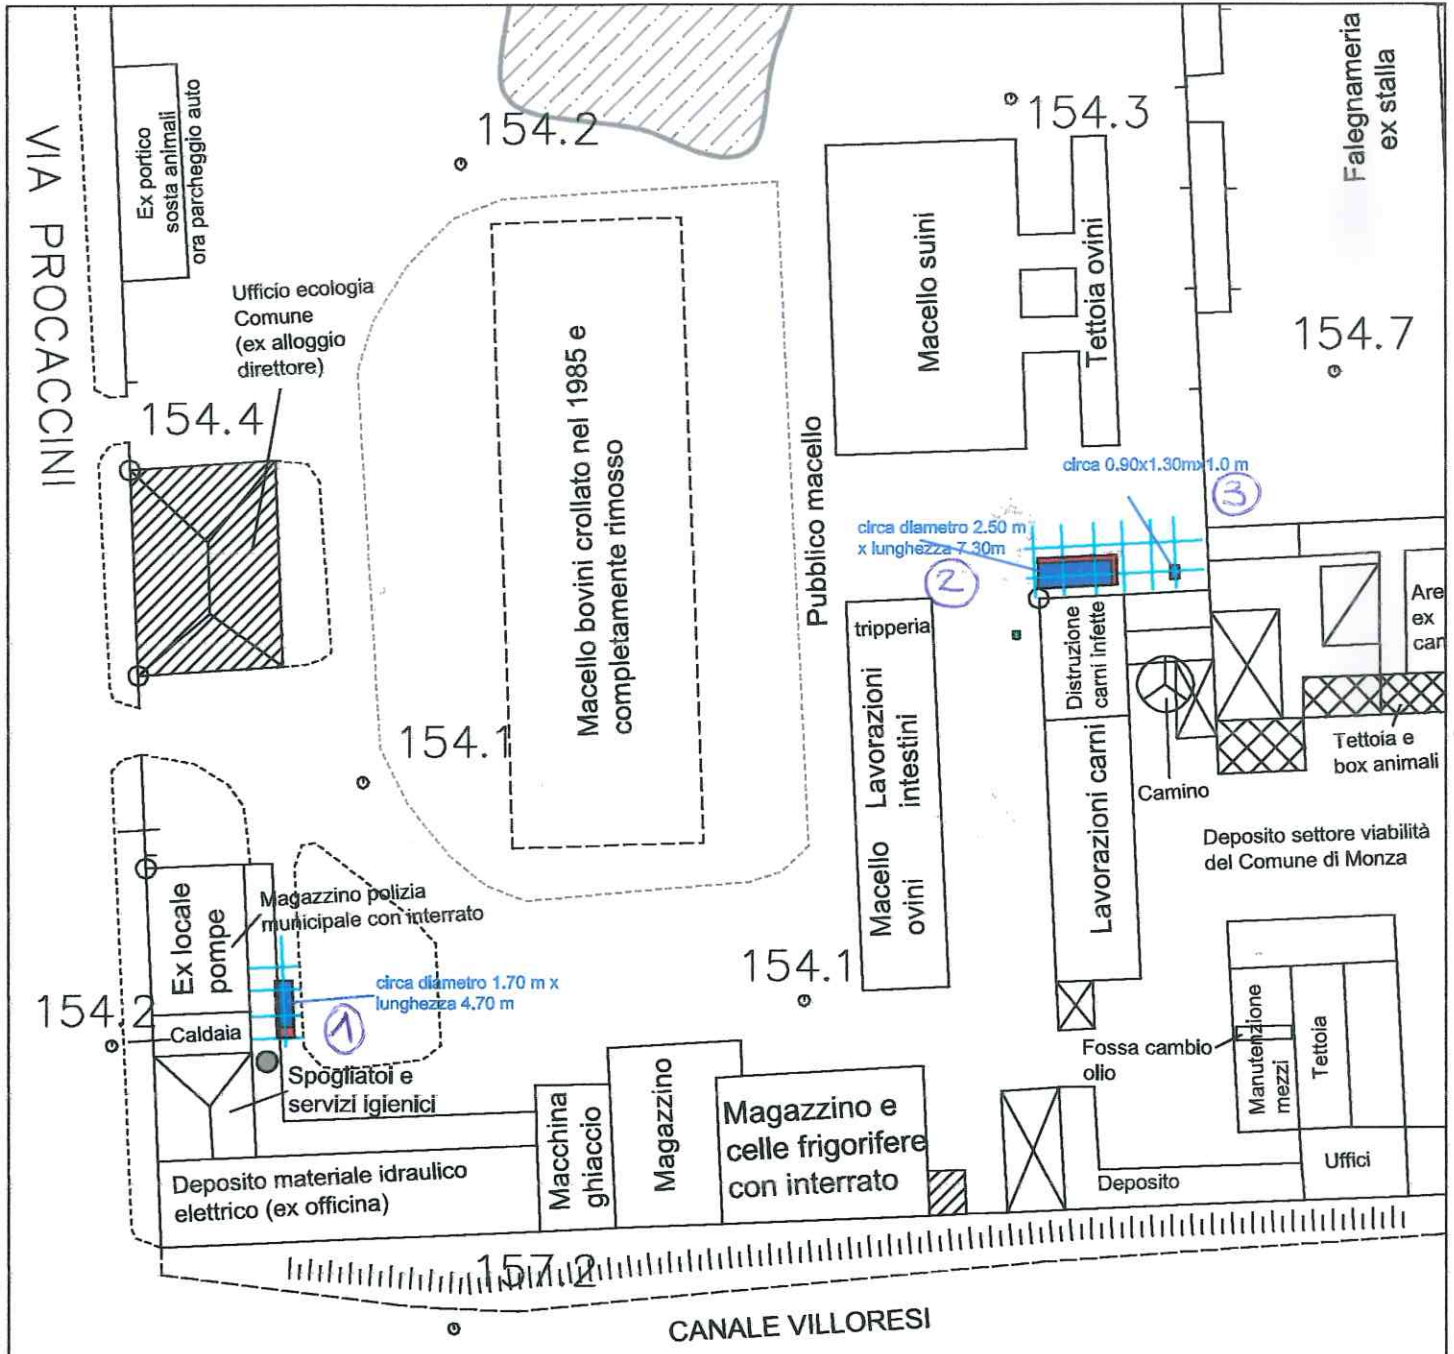 VIA PROCACCINI
Ex portico
sosta animali
ora parcheggio auto
154.2
154.3
Falegnameria
ex stalla
Ufficio ecologia
Comune
(ex alloggio
direttore)
154.4
Macello bovini crollato nel 1985 e
completamente rimosso
Macello suini
Tettoia ovini
154.7
Pubblico macello
circa 0.90x1.30mx1.0 m
3
circa diametro 2.50 m
x lunghezza 7.30m
2
tripperia
Distruzione
carni infette
Are
ex
can
154.1
Lavorazioni
intestini
Macello
ovini
Lavorazioni carni
Camino
Tettoia e
box animali
Deposito settore viabilità
del Comune di Monza
Ex locale
pompe
Magazzino polizia
municipale con interrato
circa diametro 1.70 m x
lunghezza 4.70 m
1
154.1
154.2
Caldaia
Spogliatoi e
servizi igienici
Fossa cambio
olio
Manutenzione
mezzi
Tettoia
Macchina
ghiaccio
Magazzino
Magazzino e
celle frigorifere
con interrato
Deposito materiale idraulico
elettrico (ex officina)
Deposito
Uffici
157.2
CANALE VILLORESI